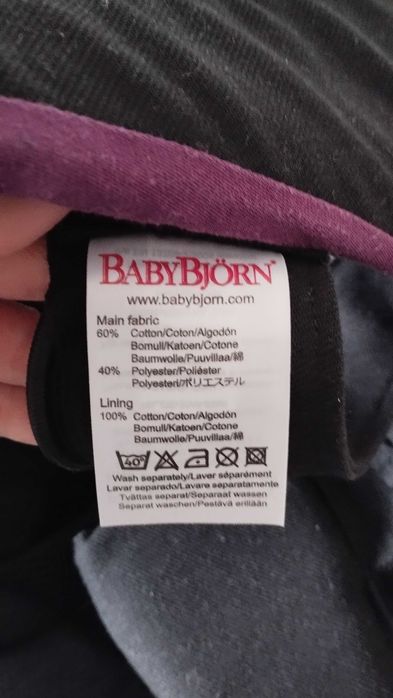 BABYBJÖRN
www.babybjorn.com
Main fabric
60% Cotton/Coton/Algodón
Bomull/Katoen/Cotone
Baumwolle/Puuvillaa/綿
40% Polyester/Poliéster
Polyesteri/ポリエステル
Lining
100% Cotton/Coton/Algodón
Bomull/Katoen/Cotone
Baumwolle/Puuvillaa/綿
40°
Wash separately/Laver séparément
Lavar separado/Lavare separatamente
Tvättas separat/Separaat wassen
Separat waschen/Pestävä erillään